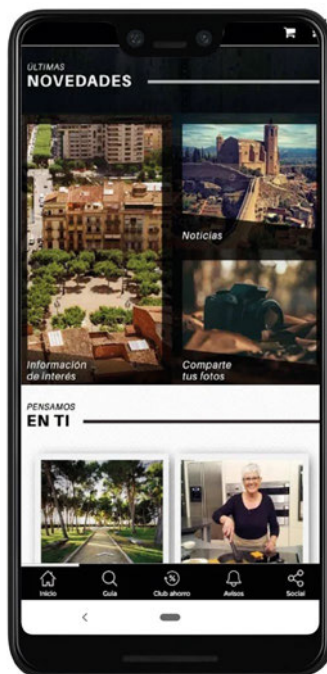 ÚLTIMAS
NOVEDADES
Noticias
Información
de interés
Comparte
tus fotos
PENSAMOS
EN TI
Inicio
Guía
Club ahorro
Avisos
Social